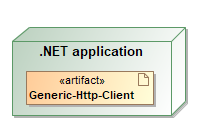 .NET application
«artifact»
Generic-Http-Client